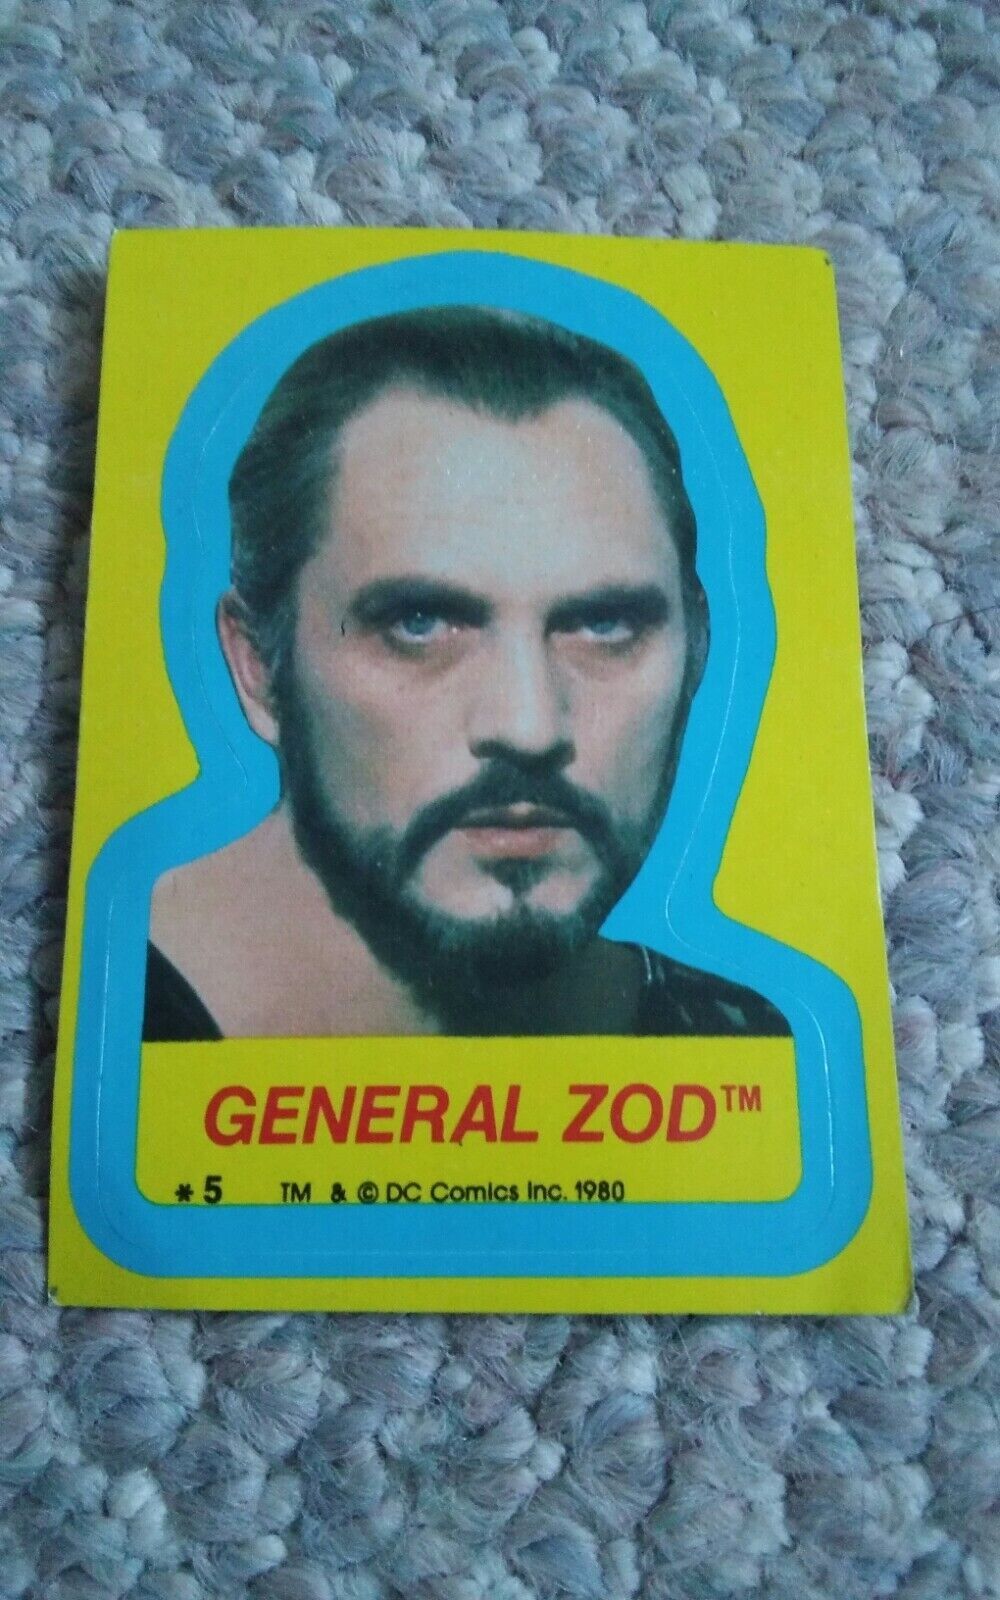 GENERAL ZOD™
* 5 TM & © DC Comics Inc. 1980